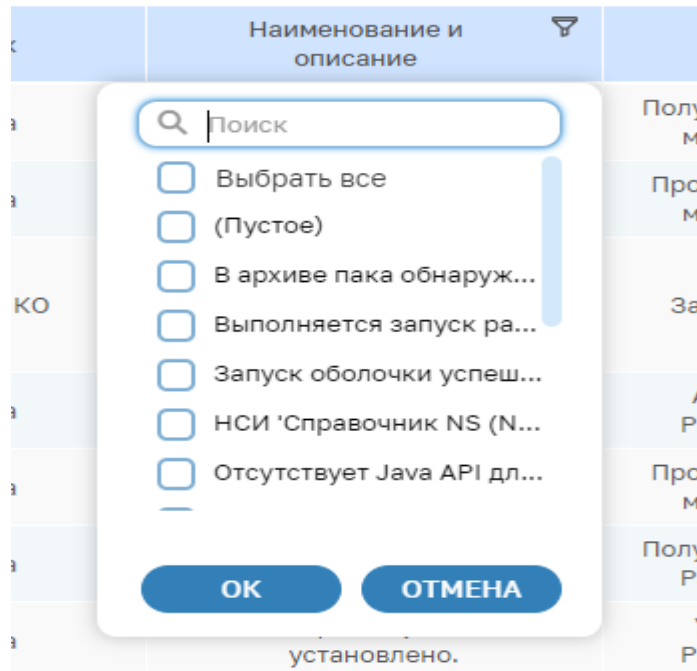 Наименование и
описание
Поиск
Выбрать все
(Пустое)
В архиве пака обнаруж...
Выполняется запуск ра...
КО
Запуск оболочки успеш...
НСИ 'Справочник NS (N...
Отсутствует Java API дл...
ОК
ОТМЕНА
установлено.